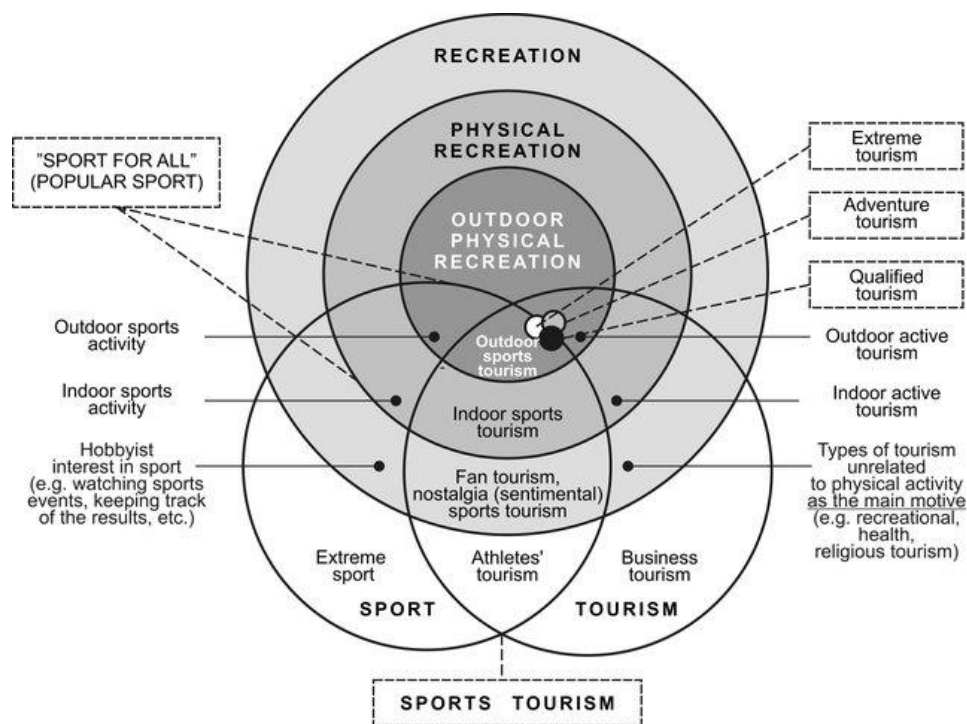 RECREATION
PHYSICAL
RECREATION
"SPORT FOR ALL"
(POPULAR SPORT)
Extreme
tourism
Adventure
tourism
Qualified
tourism
OUTDOOR
PHYSICAL
RECREATION
Outdoor sports
activity
Outdoor
sports
tourism
Outdoor active
tourism
Indoor sports
activity
Indoor sports
tourism
Indoor active
tourism
Hobbyist
interest in sport
(e.g. watching sports
events, keeping track
of the results, etc.)
Fan tourism,
nostalgia (sentimental)
sports tourism
Types of tourism
unrelated
to physical activity
as the main motive
(e.g. recreational,
health,
religious tourism)
Extreme
sport
Athletes'
tourism
Business
tourism
SPORT
TOURISM
SPORTS TOURISM